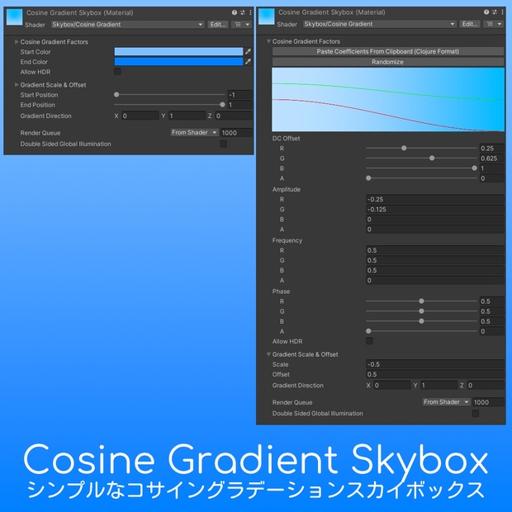 Cosine Gradient Skybox (Material)
Shader Skybox/Cosine Gradient Edit...
Cosine Gradient Factors
Start Color
End Color
Allow HDR
Gradient Scale & Offset
Start Position -1
End Position 1
Gradient Direction X 0 Y 1 Z 0
Render Queue From Shader 1000
Double Sided Global Illumination
Cosine Gradient Skybox (Material)
Shader Skybox/Cosine Gradient Edit...
Cosine Gradient Factors
Paste Coefficients From Clipboard (Clojure Format)
Randomize
DC Offset
R 0.25
G 0.625
B 1
A 0
Amplitude
R -0.25
G -0.125
B 0
A 0
Frequency
R 0.5
G 0.5
B 0.5
A 0
Phase
R 0.5
G 0.5
B 0.5
A 0
Allow HDR
Gradient Scale & Offset
Scale -0.5
Offset 0.5
Gradient Direction X 0 Y 1 Z 0
Render Queue From Shader 1000
Double Sided Global Illumination
Cosine Gradient Skybox
シンプルなコサイングラデーションスカイボックス